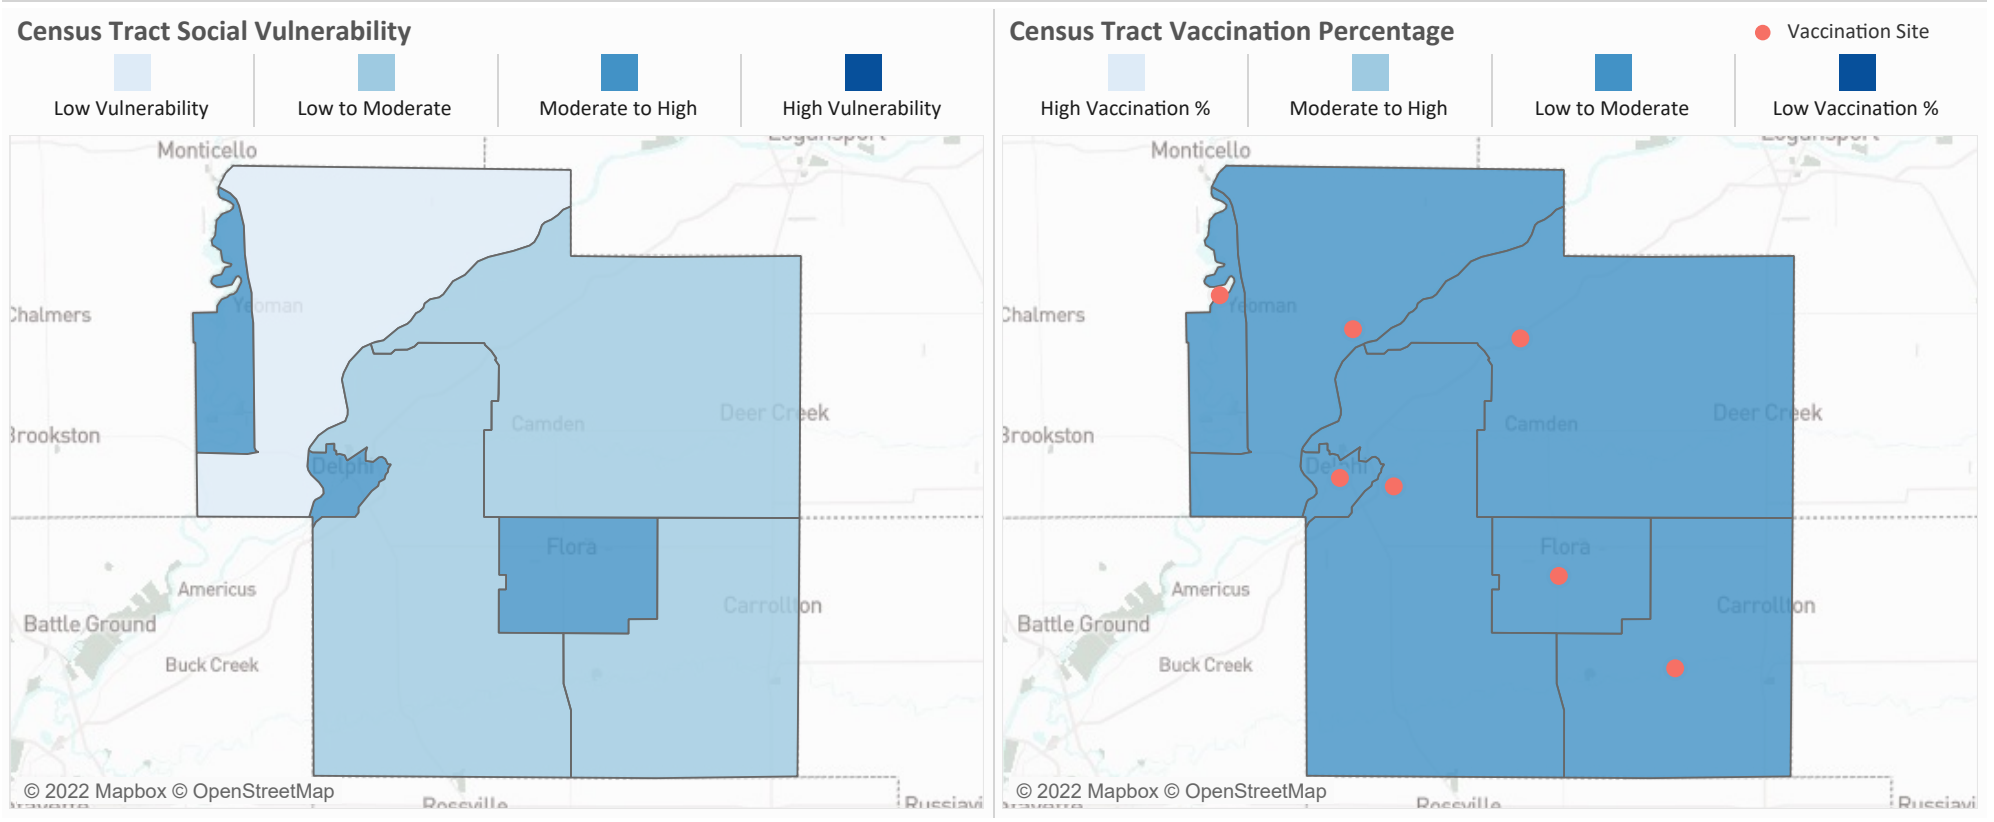 Census Tract Social Vulnerability
Low Vulnerability
Low to Moderate
Moderate to High
High Vulnerability
Monticello
Logansport
Yeoman
Chalmers
Deer Creek
Camden
Brookston
Delphi
Flora
Americus
Carrollton
Battle Ground
Buck Creek
© 2022 Mapbox © OpenStreetMap
Rossville
Census Tract Vaccination Percentage
Vaccination Site
High Vaccination %
Moderate to High
Low to Moderate
Low Vaccination %
Monticello
Logansport
Yeoman
Chalmers
Deer Creek
Camden
Brookston
Delphi
Flora
Americus
Carrollton
Battle Ground
Buck Creek
© 2022 Mapbox © OpenStreetMap
Rossville